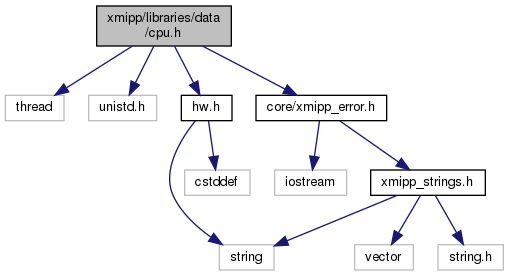 xmipp/libraries/data
/cpu.h
thread
unistd.h
hw.h
core/xmipp_error.h
cstddef
iostream
xmipp_strings.h
string
vector
string.h